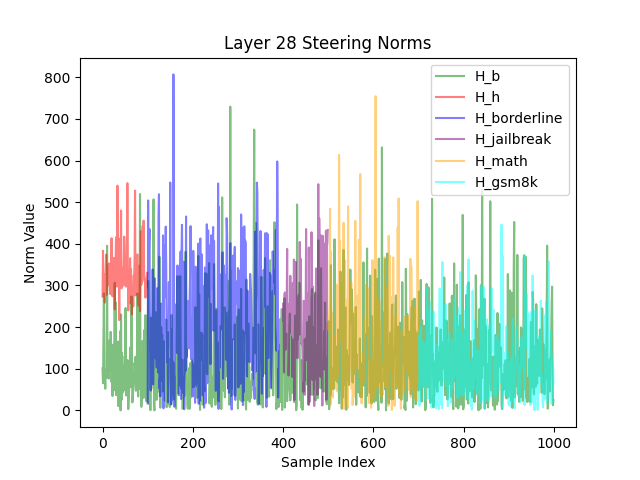 Layer 28 Steering Norms
Norm Value
800
700
600
500
400
300
200
100
0
H_b
H_h
H_borderline
H_jailbreak
H_math
H_gsm8k
0
200
400
600
800
1000
Sample Index